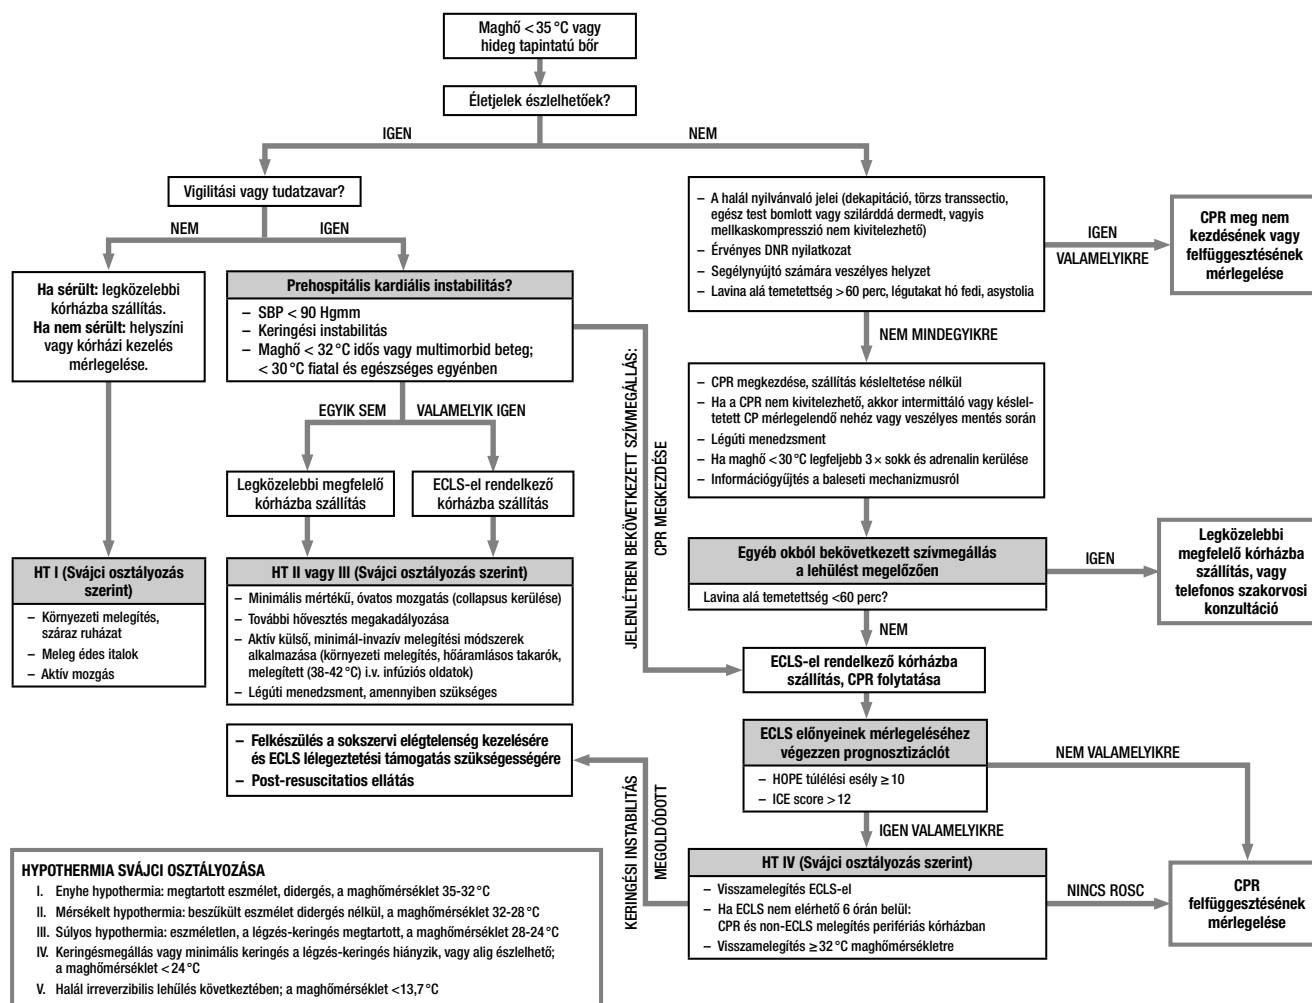 Maghő < 35 °C vagy
hideg tapintatú bőr
Életjelek észlelhetőek?
IGEN
NEM
Vigilitási vagy tudatzavar?
NEM
IGEN
Ha sérült: legközelebbi
kórházba szállítás.
Ha nem sérült: helyszíni
vagy kórházi kezelés
mérlegelése.
Prehospitális kardiális instabilitás?
– SBP < 90 Hgmm
– Keringési instabilitás
– Maghő < 32 °C idős vagy multimorbid beteg;
< 30 °C fiatal és egészséges egyénben
EGYIK SEM
VALAMELYIK IGEN
Legközelebbi megfelelő
kórházba szállítás
ECLS-el rendelkező
kórházba szállítás
HT I (Svájci osztályozás
szerint)
– Környezeti melegítés,
száraz ruházat
– Meleg édes italok
– Aktív mozgás
HT II vagy III (Svájci osztályozás szerint)
– Minimális mértékű, óvatos mozgatás (collapsus kerülése)
– További hővesztés megakadályozása
– Aktív külső, minimál-invazív melegítési módszerek
alkalmazása (környezeti melegítés, hőáramlásos takarók,
melegített (38-42 °C) i.v. infúziós oldatok)
– Légúti menedzsment, amennyiben szükséges
JELENLÉTBEN BEKÖVETKEZETT SZÍVMEGÁLLÁS:
CPR MEGKEZDÉSE
– A halál nyilvánvaló jelei (dekapitáció, törzs transsectio,
egész test bomlott vagy szilárddá dermedt, vagyis
mellkaskompresszió nem kivitelezhető)
– Érvényes DNR nyilatkozat
– Segélynyújtó számára veszélyes helyzet
– Lavina alá temetettség > 60 perc, légutakat hó fedi, asystolia
IGEN
VALAMELYIKRE
CPR meg nem
kezdésének vagy
felfüggesztésének
mérlegelése
NEM MINDEGYIKRE
– CPR megkezdése, szállítás késleltetése nélkül
– Ha a CPR nem kivitelezhető, akkor intermittáló vagy késlel-
tetett CP mérlegelendő nehéz vagy veszélyes mentés során
– Légúti menedzsment
– Ha maghő < 30 °C legfeljebb 3 × sokk és adrenalin kerülése
– Információgyűjtés a baleseti mechanizmusról
Egyéb okból bekövetkezett szívmegállás
a lehülést megelőzően
Lavina alá temetettség <60 perc?
IGEN
Legközelebbi
megfelelő kórházba
szállítás, vagy
telefonos szakorvosi
konzultáció
NEM
ECLS-el rendelkező kórházba
szállítás, CPR folytatása
ECLS előnyeinek mérlegeléséhez
végezzen prognosztizációt
– HOPE túlélési esély ≥ 10
– ICE score > 12
NEM VALAMELYIKRE
IGEN VALAMELYIKRE
HT IV (Svájci osztályozás szerint)
– Visszamelegítés ECLS-el
– Ha ECLS nem elérhető 6 órán belül:
CPR és non-ECLS melegítés perifériás kórházban
– Visszamelegítés ≥ 32 °C maghőmérsékletre
NINCS ROSC
CPR
felfüggesztésének
mérlegelése
KERINGÉSI INSTABILITÁS
MEGOLDÓDOTT
– Felkészülés a sokszervi elégtelenség kezelésére
és ECLS lélegeztetési támogatás szükségességére
– Post-resuscitatios ellátás
HYPOTHERMIA SVÁJCI OSZTÁLYOZÁSA
I. Enyhe hypothermia: megtartott eszmélet, didergés, a maghőmérséklet 35-32 °C
II. Mérsékelt hypothermia: beszűkült eszmélet didergés nélkül, a maghőmérséklet 32-28 °C
III. Súlyos hypothermia: eszméletlen, a légzés-keringés megtartott, a maghőmérséklet 28-24 °C
IV. Keringésmegállás vagy minimális keringés a légzés-keringés hiányzik, vagy alig észlelhető;
a maghőmérséklet < 24 °C
V. Halál irreverzibilis lehűlés következtében; a maghőmérséklet <13,7 °C